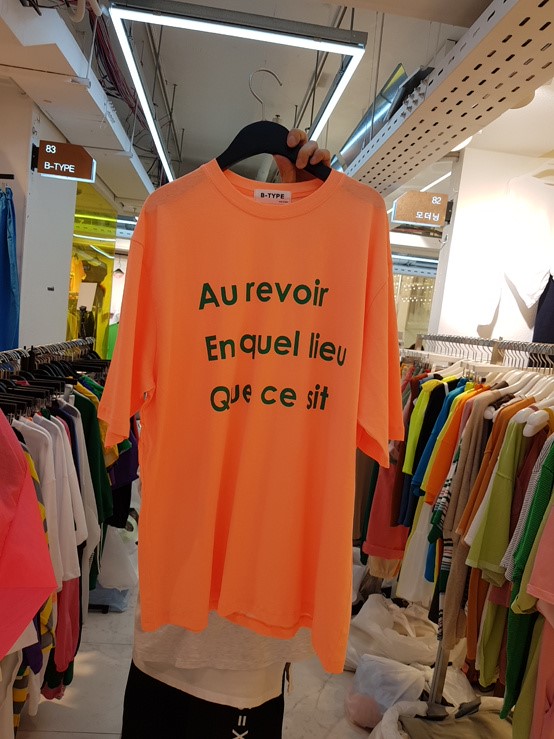 83
B-TYPE
82
모더닝
B-TYPE
Au revoir
En quel lieu
Que ce sit